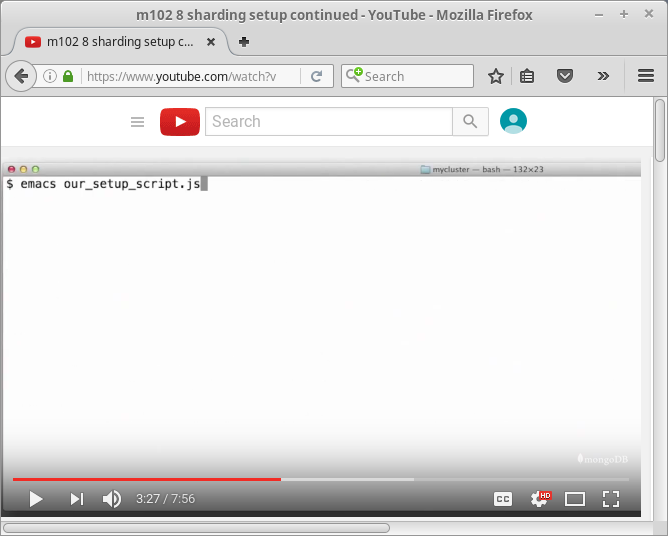 m102 8 sharding setup continued - YouTube - Mozilla Firefox
m102 8 sharding setup c...
https://www.youtube.com/watch?v
Search
Search
mycluster — bash — 132×23
$ emacs our_setup_script.js
mongoDB
3:27 / 7:56
CC
HD